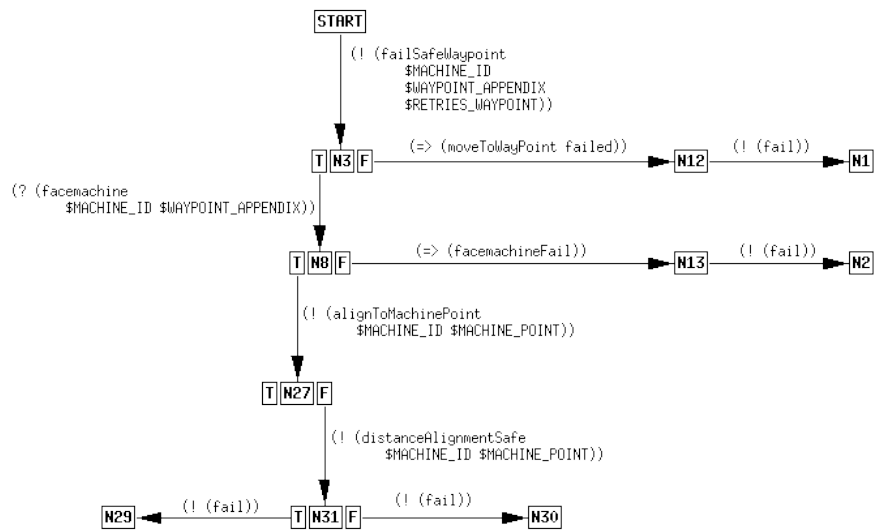 START
(! (failSafeWaypoint
$MACHINE_ID
$WAYPOINT_APPENDIX
$RETRIES_WAYPOINT))
T N3 F
(=> (moveToWayPoint failed))
N12
(! (fail))
N1
(? (facemachine
$MACHINE_ID $WAYPOINT_APPENDIX))
T N8 F
(=> (facemachineFail))
N13
(! (fail))
N2
(! (alignToMachinePoint
$MACHINE_ID $MACHINE_POINT))
T N27 F
(! (distanceAlignmentSafe
$MACHINE_ID $MACHINE_POINT))
N29
(! (fail))
T N31 F
(! (fail))
N30